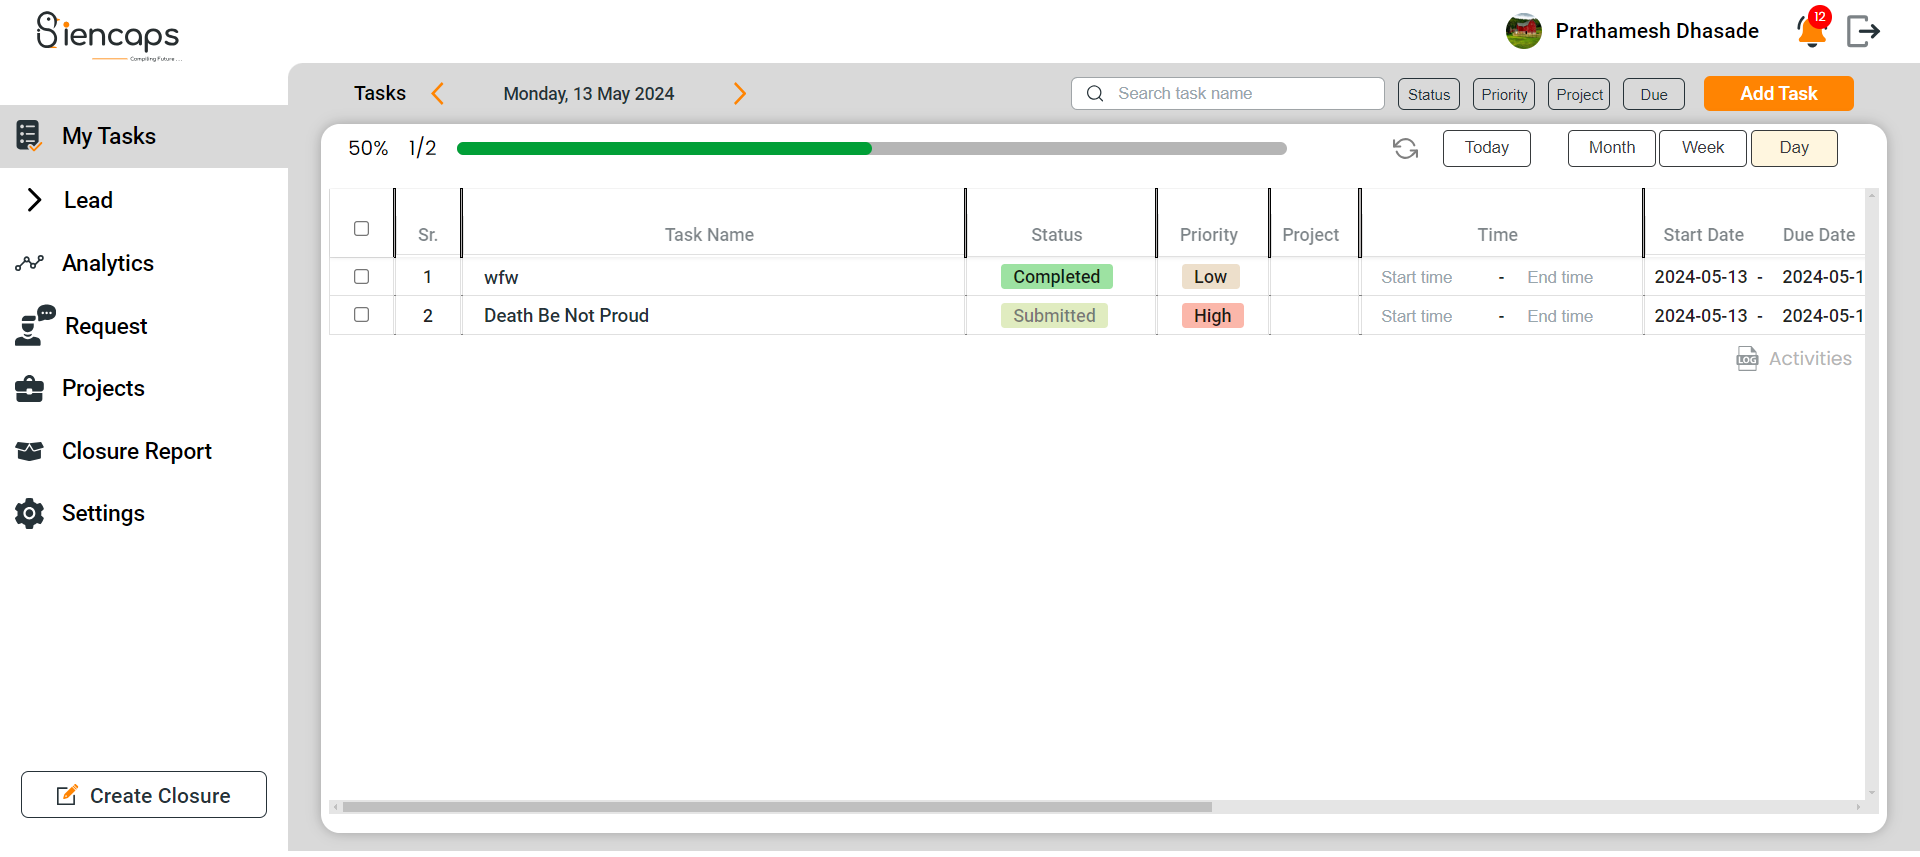 Siencaps
Compiling Future....
Prathamesh Dhasade
12
Tasks
Monday, 13 May 2024
Search task name
Status
Priority
Project
Due
Add Task
My Tasks
Lead
Analytics
Request
Projects
Closure Report
Settings
Create Closure
50% 1/2
Today
Month
Week
Day
Sr. Task Name Status Priority Project Time Start Date Due Date
1 wfw Completed Low Start time - End time 2024-05-13 - 2024-05-1
2 Death Be Not Proud Submitted High Start time - End time 2024-05-13 - 2024-05-1
LOG Activities